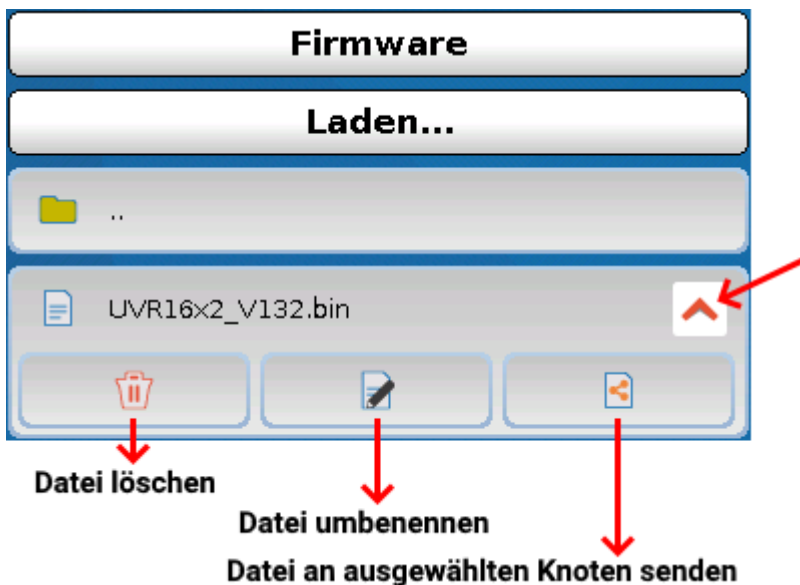 Firmware
Laden...
..
UVR16x2_V132.bin
Datei löschen
Datei umbenennen
Datei an ausgewählten Knoten senden